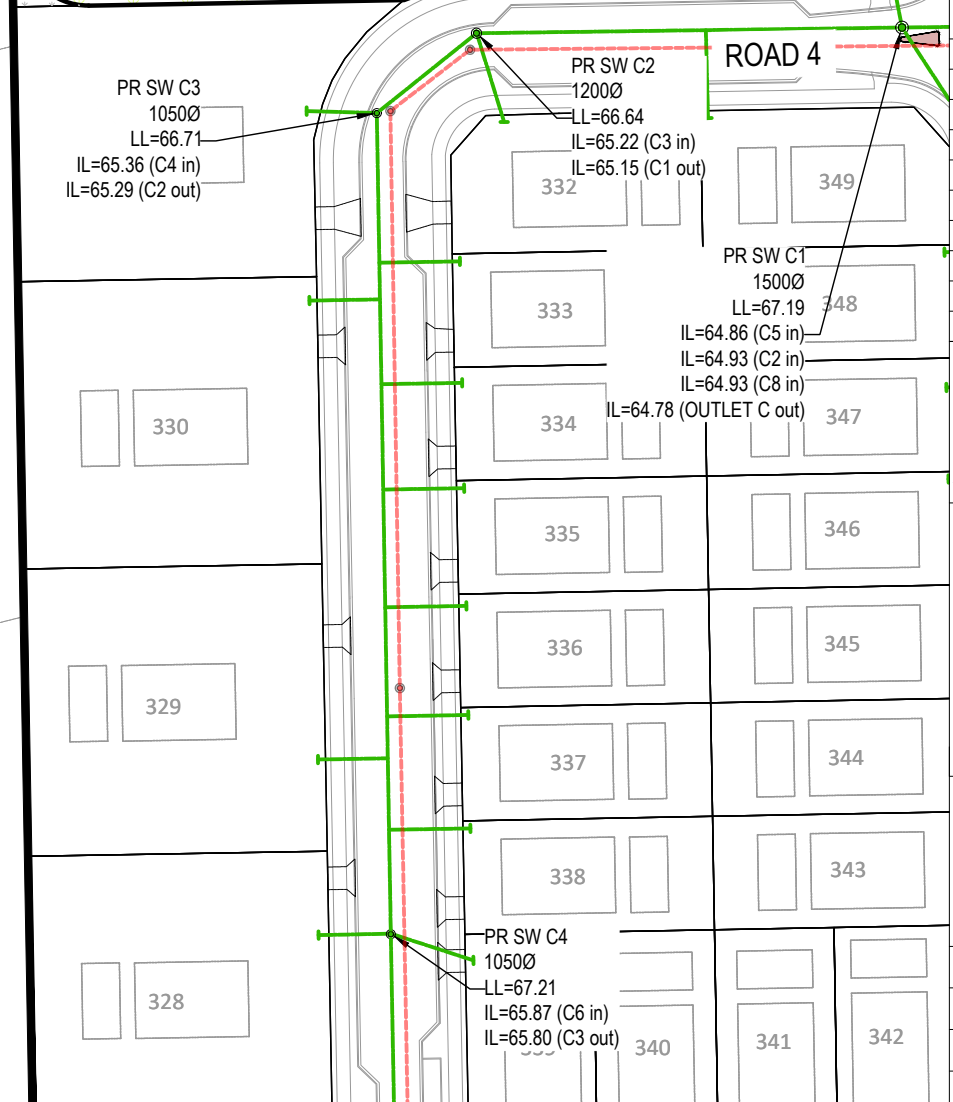 ROAD 4
PR SW C3
1050Ø
LL=66.71
IL=65.36 (C4 in)
IL=65.29 (C2 out)
PR SW C2
1200Ø
LL=66.64
IL=65.22 (C3 in)
IL=65.15 (C1 out)
332
349
PR SW C1
1500Ø
LL=67.19
IL=64.86 (C5 in)
IL=64.93 (C2 in)
IL=64.93 (C8 in)
IL=64.78 (OUTLET C out)
333
348
330
334
347
335
346
336
345
329
337
344
338
343
PR SW C4
1050Ø
LL=67.21
IL=65.87 (C6 in)
IL=65.80 (C3 out)
328
340
341
342